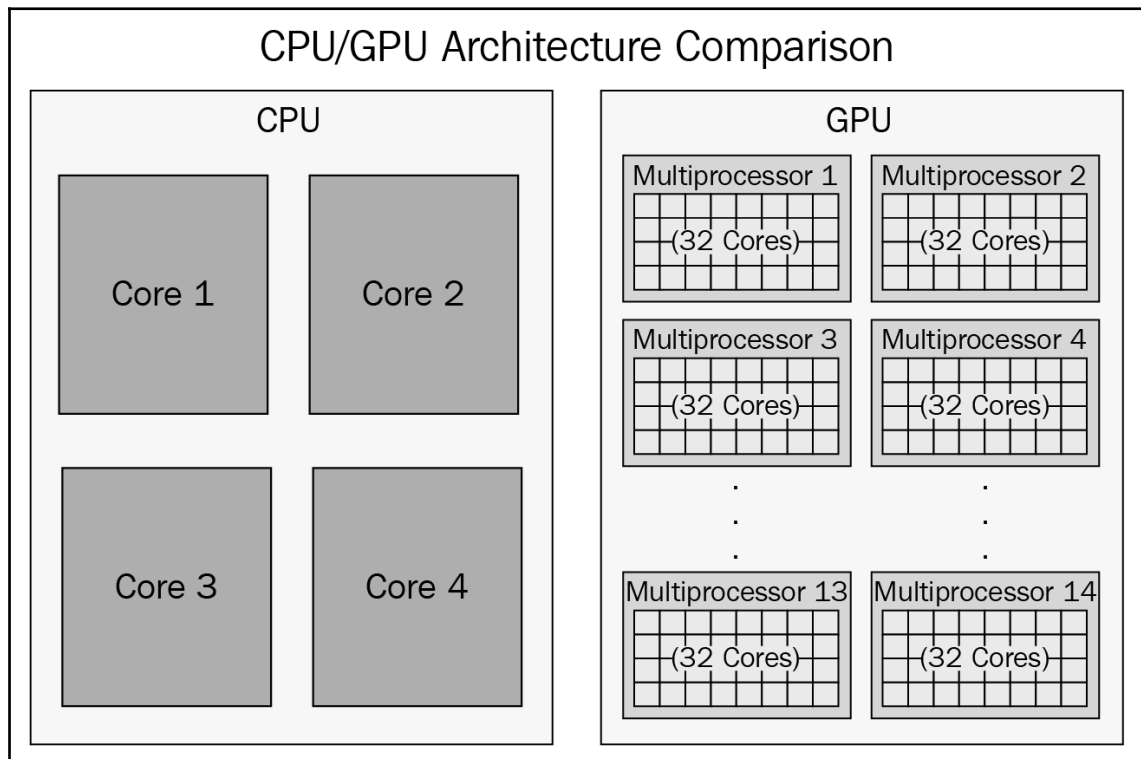 CPU/GPU Architecture Comparison
CPU
Core 1
Core 2
Core 3
Core 4
GPU
Multiprocessor 1
(32 Cores)
Multiprocessor 2
(32 Cores)
Multiprocessor 3
(32 Cores)
Multiprocessor 4
(32 Cores)
Multiprocessor 13
(32 Cores)
Multiprocessor 14
(32 Cores)